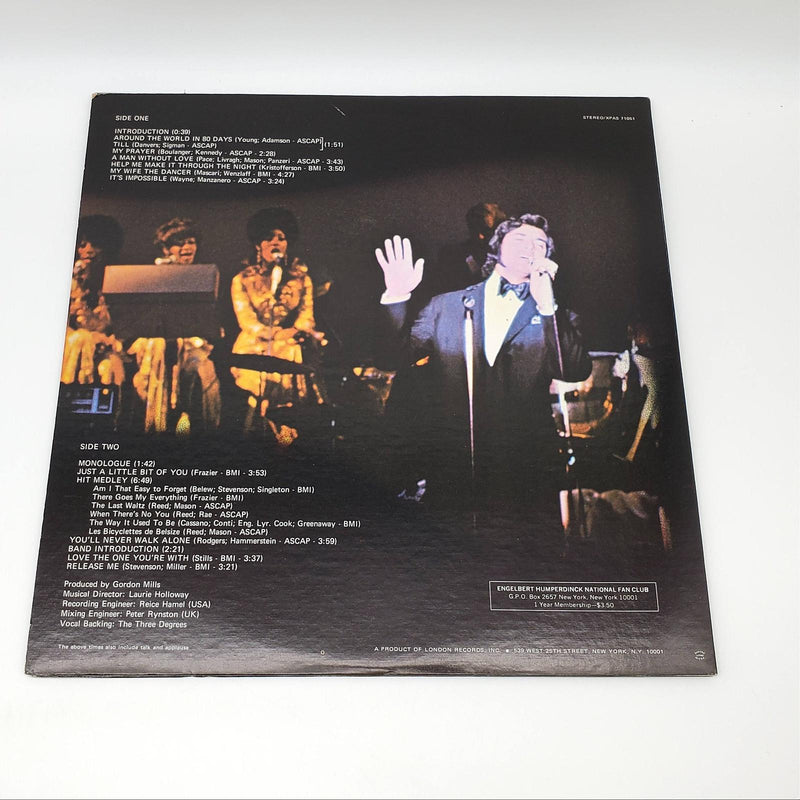 SIDE ONE
STEREO/XPAS 71051
INTRODUCTION (0:39)
AROUND THE WORLD IN 80 DAYS (Young; Adamson - ASCAP)
TILL (Danvers; Sigman - ASCAP) (1:51)
MY PRAYER (Boulanger; Kennedy - ASCAP - 2:28)
A MAN WITHOUT LOVE (Pace; Livragh; Mason; Panzeri - ASCAP - 3:43)
HELP ME MAKE IT THROUGH THE NIGHT (Kristofferson - BMI - 3:50)
MY WIFE THE DANCER (Mascari; Wenzlaff - BMI - 4:27)
IT'S IMPOSSIBLE (Wayne; Manzanero - ASCAP - 3:24)
SIDE TWO
MONOLOGUE (1:42)
JUST A LITTLE BIT OF YOU (Frazier - BMI - 3:53)
HIT MEDLEY (6:49)
Am I That Easy to Forget (Belew; Stevenson; Singleton - BMI)
There Goes My Everything (Frazier - BMI)
The Last Waltz (Reed; Mason - ASCAP)
When There's No You (Reed; Rae - ASCAP)
The Way It Used To Be (Cassano; Conti; Eng. Lyr. Cook; Greenaway - BMI)
Les Bicyclettes de Belsize (Reed; Mason - ASCAP)
YOU'LL NEVER WALK ALONE (Rodgers; Hammerstein - ASCAP - 3:59)
BAND INTRODUCTION (2:21)
LOVE THE ONE YOU'RE WITH (Stills - BMI - 3:37)
RELEASE ME (Stevenson; Miller - BMI - 3:21)
Produced by Gordon Mills
Musical Director: Laurie Holloway
Recording Engineer: Reice Hamel (USA)
Mixing Engineer: Peter Rynston (UK)
Vocal Backing: The Three Degrees
ENGELBERT HUMPERDINCK NATIONAL FAN CLUB
G.P.O. Box 2657 New York, New York 10001
1 Year Membership—$3.50
The above times also include talk and applause
A PRODUCT OF LONDON RECORDS, INC. ■ 539 WEST 25TH STREET, NEW YORK, N.Y. 10001